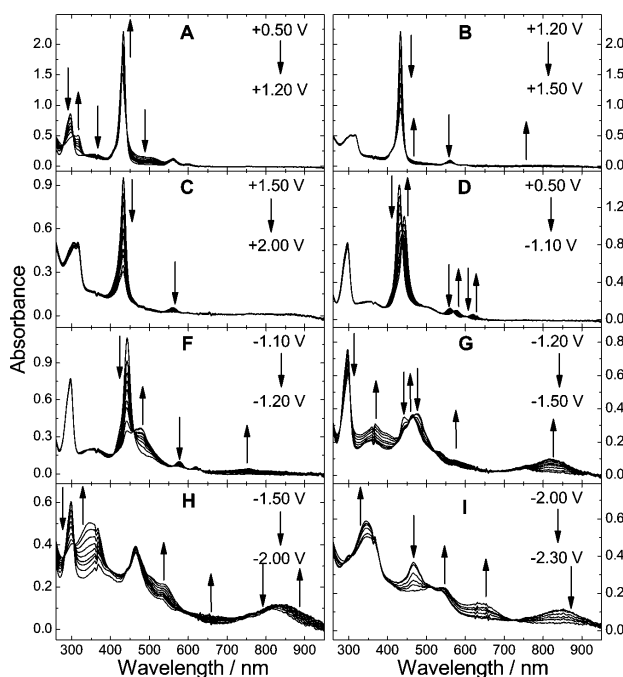 A
+0.50 V
+1.20 V
2.0
1.5
1.0
0.5
0.0
B
+1.20 V
+1.50 V
2.0
1.5
1.0
0.5
0.0
C
+1.50 V
+2.00 V
0.9
0.6
0.3
0.0
D
+0.50 V
-1.10 V
1.2
0.8
0.4
0.0
F
-1.10 V
-1.20 V
1.2
0.9
0.6
0.3
0.0
G
-1.20 V
-1.50 V
0.8
0.6
0.4
0.2
0.0
H
-1.50 V
-2.00 V
0.6
0.4
0.2
0.0
I
-2.00 V
-2.30 V
0.9
0.6
0.3
0.0
Absorbance
300 400 500 600 700 800 900
300 400 500 600 700 800 900
Wavelength / nm
Wavelength / nm